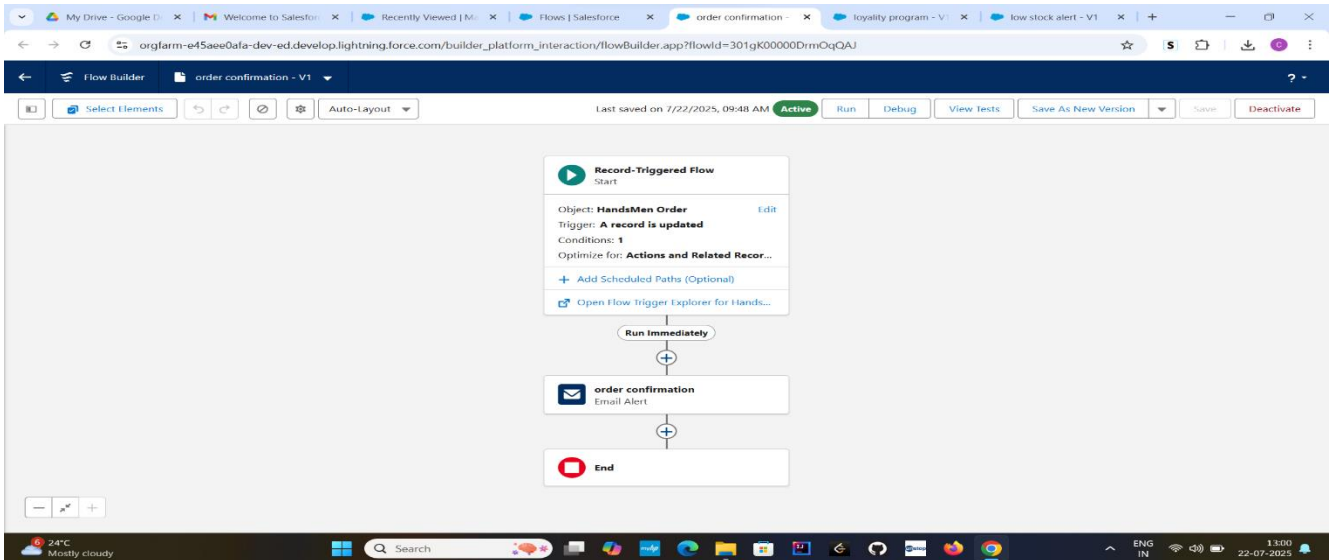 My Drive - Google D
Welcome to Salesfor
Recently Viewed | M
Flows | Salesforce
order confirmation -
loyality program - V1
low stock alert - V1
orgfarm-e45aee0afa-dev-ed.develop.lightning.force.com/builder_platform_interaction/flowBuilder.app?flowId=301gK00000DrmOqQAJ
S
C
Flow Builder
order confirmation - V1
?
Select Elements
Auto-Layout
Last saved on 7/22/2025, 09:48 AM
Active
Run
Debug
View Tests
Save As New Version
Save
Deactivate
Record-Triggered Flow
Start
Object: HandsMen Order
Edit
Trigger: A record is updated
Conditions: 1
Optimize for: Actions and Related Recor...
+ Add Scheduled Paths (Optional)
Open Flow Trigger Explorer for Hands...
Run Immediately
order confirmation
Email Alert
End
6
24°C
Mostly cloudy
Search
ENG
IN
13:00
22-07-2025